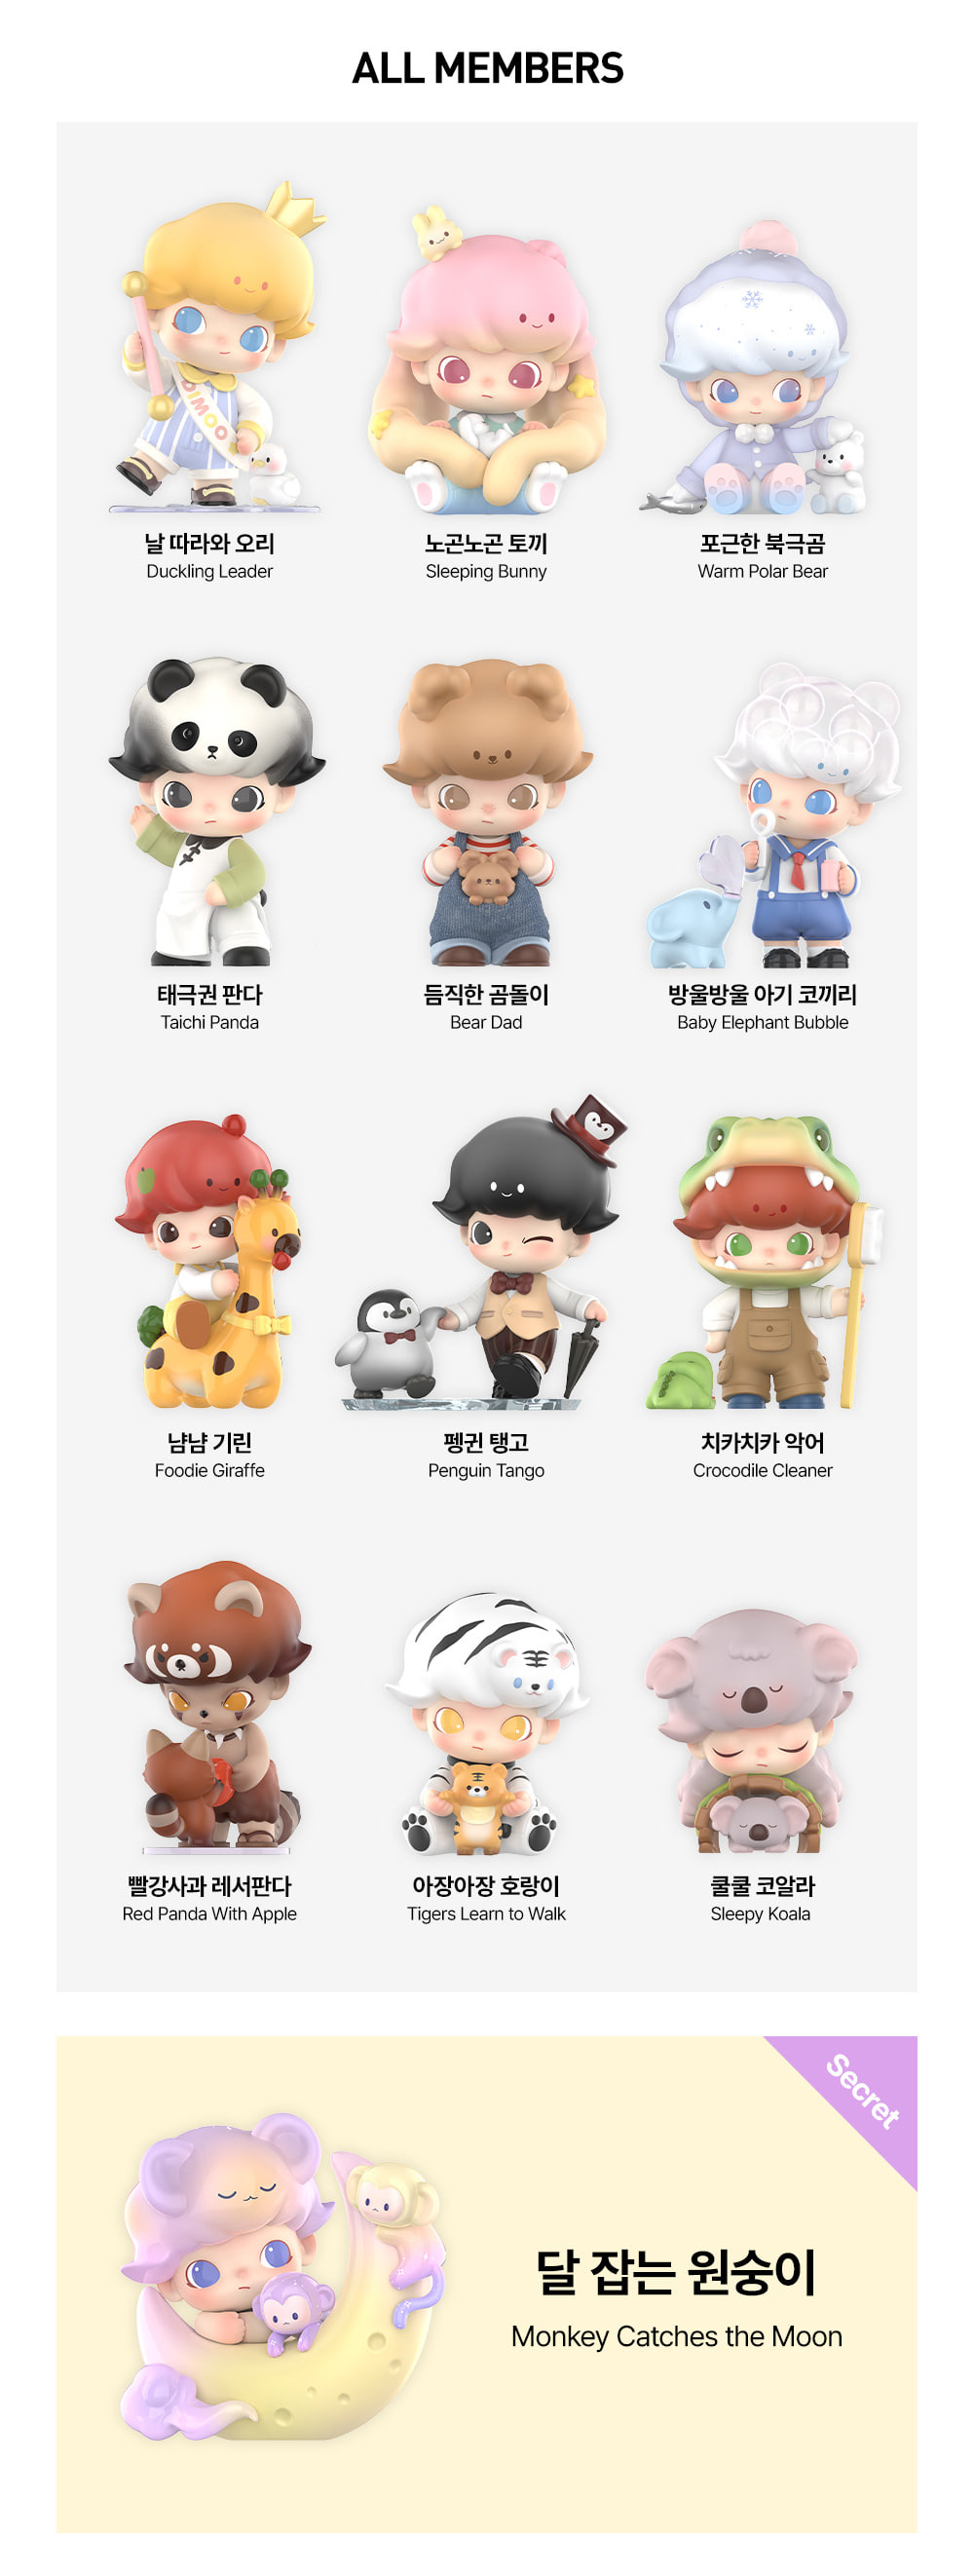 ALL MEMBERS
DIMOO
날 따라와 오리
Duckling Leader
노곤노곤 토끼
Sleeping Bunny
포근한 북극곰
Warm Polar Bear
태극권 판다
Taichi Panda
듬직한 곰돌이
Bear Dad
방울방울 아기 코끼리
Baby Elephant Bubble
냠냠 기린
Foodie Giraffe
펭귄 탱고
Penguin Tango
치카치카 악어
Crocodile Cleaner
빨강사과 레서판다
Red Panda With Apple
아장아장 호랑이
Tigers Learn to Walk
쿨쿨 코알라
Sleepy Koala
Secret
달 잡는 원숭이
Monkey Catches the Moon